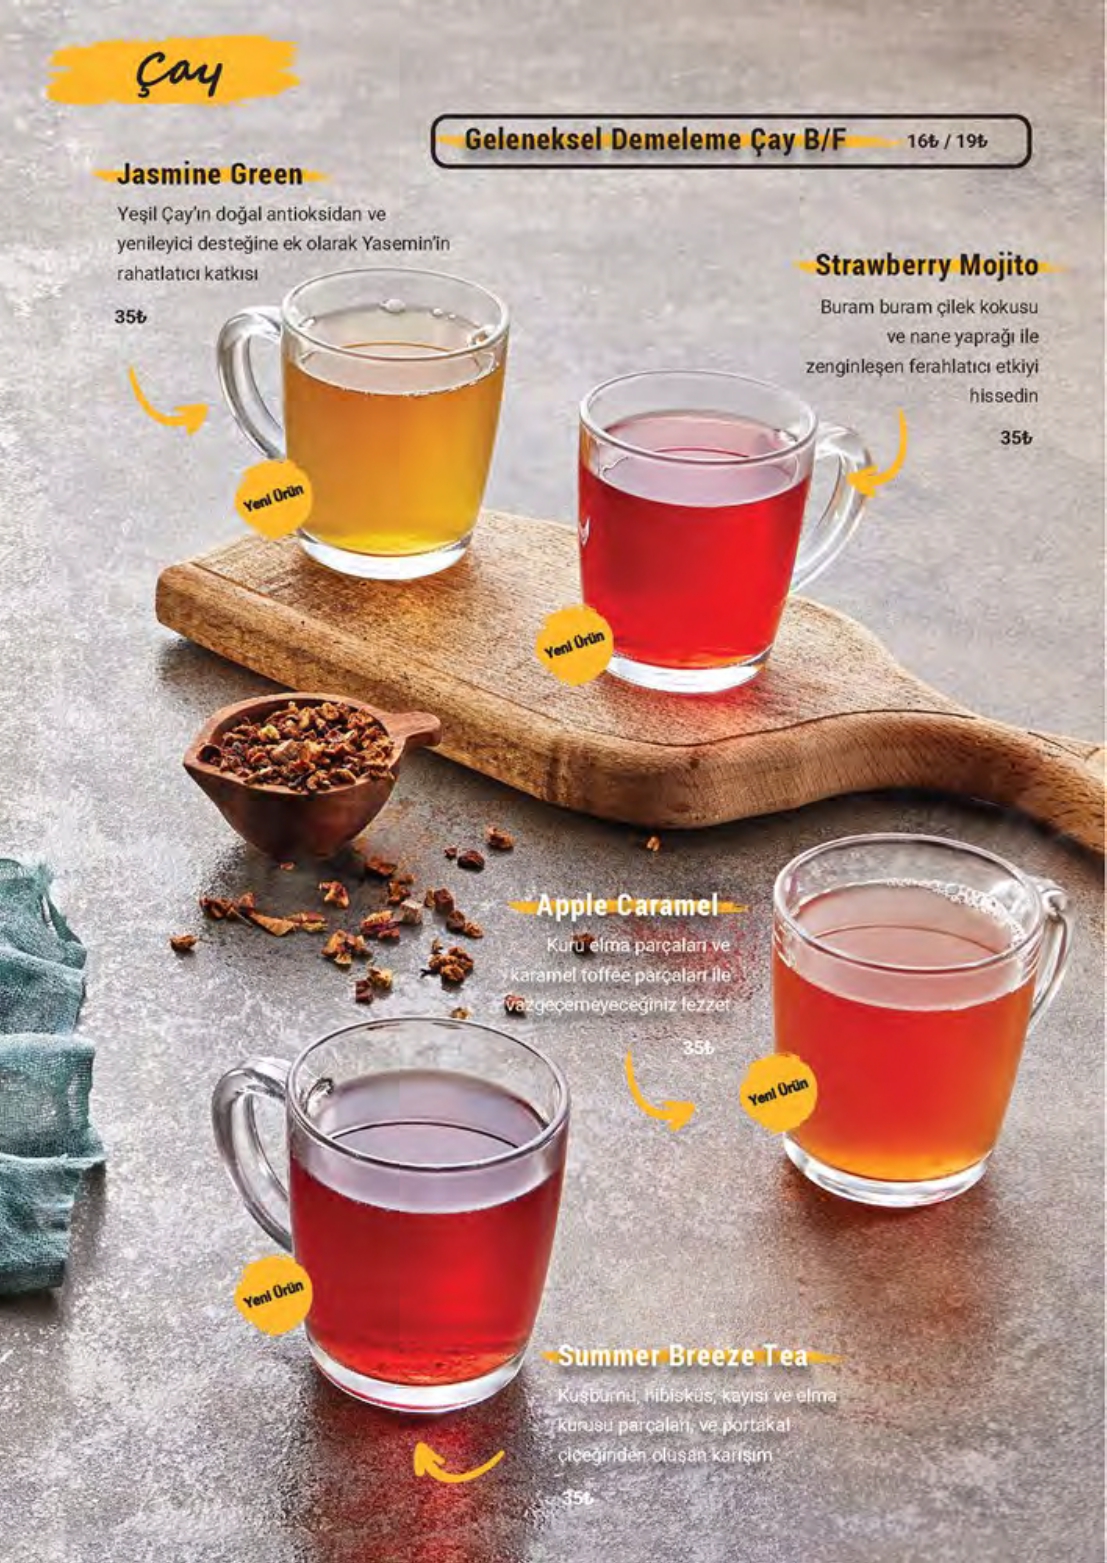 Çay
Geleneksel Demeleme Çay B/F 16₺ / 19₺
Jasmine Green
Yeşil Çay'ın doğal antioksidan ve
yenileyici desteğine ek olarak Yasemin'in
rahatlatıcı katkısı
35₺
Strawberry Mojito
Buram buram çilek kokusu
ve nane yaprağı ile
zenginleşen ferahlatıcı etkiyi
hissedin
35₺
Yeni Ürün
Yeni Ürün
Apple Caramel
Kuru elma parçaları ve
karamel toffee parçaları ile
vazgeçemeyeceğiniz lezzet
35₺
Yeni Ürün
Yeni Ürün
Summer Breeze Tea
Kuşburnu, hibisküs, kayısı ve elma
kurusu parçaları, ve portakal
çiçeğinden oluşan karışım
35₺